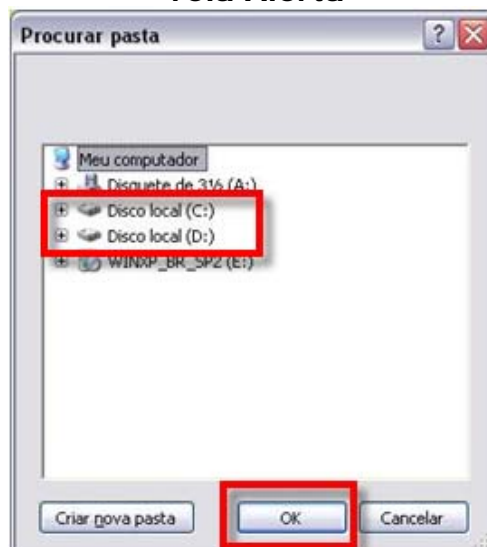 Tela Alerta
Procurar pasta
Meu computador
Disquete de 3½ (A:)
Disco local (C:)
Disco local (D:)
WINXP_BR_SP2 (E:)
Criar nova pasta
OK
Cancelar